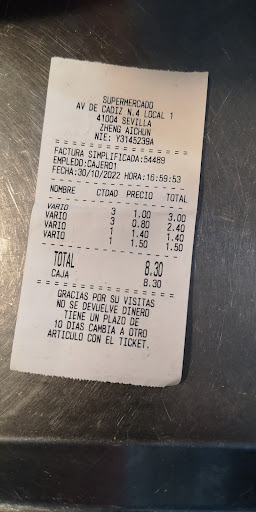 SUPERMERCADO
AV DE CADIZ N.4 LOCAL 1
41004 SEVILLA
ZHENG AICHUN
NIE: Y3145239A
FACTURA SIMPLIFICADA:54489
EMPLEDO:CAJERO1
FECHA:30/10/2022 HORA:16:59:53
NOMBRE CTDAD PRECIO TOTAL
VARIO 3 1.00 3.00
VARIO 3 0.80 2.40
VARIO 1 1.40 1.40
VARIO 1 1.50 1.50
TOTAL 8.30
CAJA 8.30
GRACIAS POR SU VISITAS
NO SE DEVUELVE DINERO
TIENE UN PLAZO DE
10 DIAS CAMBIA A OTRO
ARTICULO CON EL TICKET.